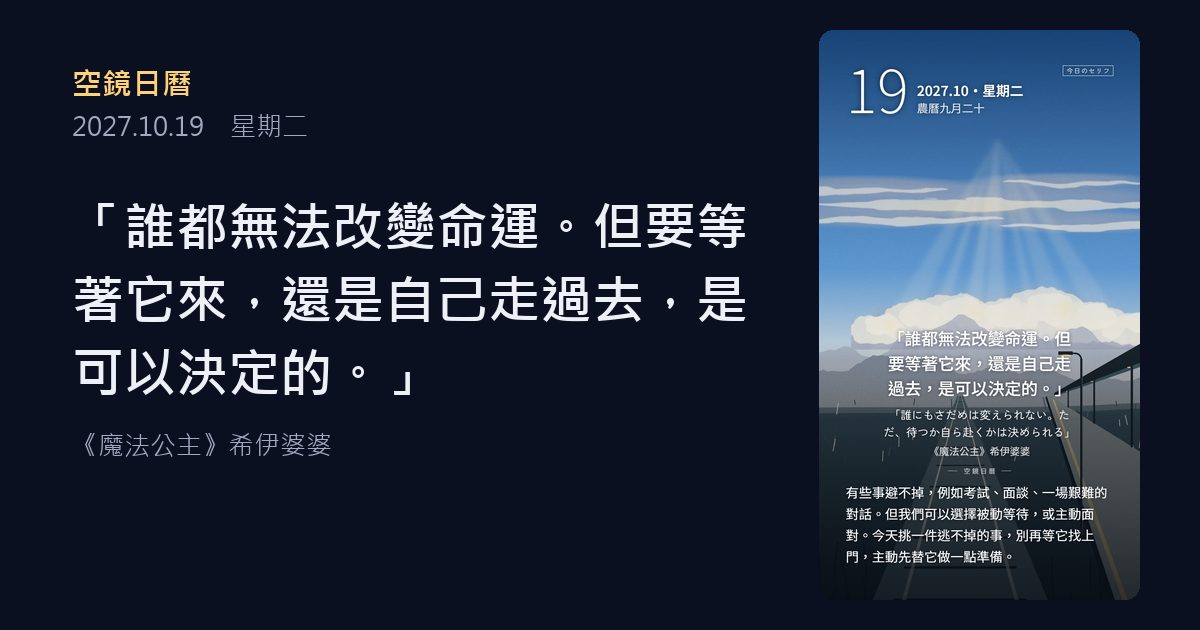 空鏡日曆
2027.10.19 星期二
「誰都無法改變命運。但要等
著它來，還是自己走過去，是
可以決定的。」
《魔法公主》希伊婆婆
19
2027.10・星期二
農曆九月二十
今日のセリフ
「誰都無法改變命運。但
要等著它來，還是自己走
過去，是可以決定的。」
「誰にもさだめは変えられない。た
だ、待つか自ら赴くかは決められる」
《魔法公主》希伊婆婆
— 空鏡日曆 —
有些事避不掉，例如考試、面談、一場艱難的
對話。但我們可以選擇被動等待，或主動面
對。今天挑一件逃不掉的事，別再等它找上
門，主動先替它做一點準備。